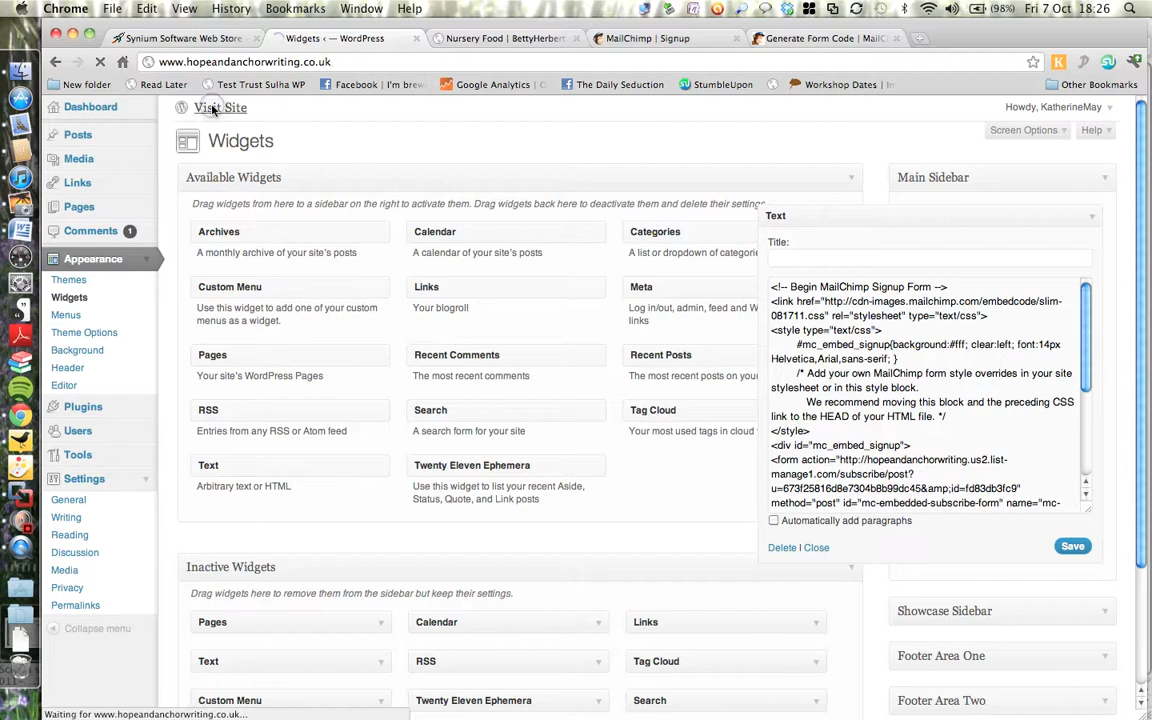 Chrome File Edit View History Bookmarks Window Help (98%) Fri 7 Oct 18:26
Synium Software Web Store Widgets ‹ — WordPress Nursery Food | BettyHerbert MailChimp | Signup Generate Form Code | MailC
www.hopeandanchorwriting.co.uk
New folder Read Later Test Trust Sulha WP Facebook | I'm brew Google Analytics | The Daily Seduction StumbleUpon Workshop Dates | Other Bookmarks
Visit Site Howdy, KatherineMay
Screen Options Help
Dashboard
Posts
Media
Links
Pages
Comments 1
Appearance
Themes
Widgets
Menus
Theme Options
Background
Header
Editor
Plugins
Users
Tools
Settings
General
Writing
Reading
Discussion
Media
Privacy
Permalinks
Collapse menu
Widgets
Available Widgets
Drag widgets from here to a sidebar on the right to activate them. Drag widgets back here to deactivate them and delete their settings.
Archives Calendar Categories
A monthly archive of your site's posts A calendar of your site's posts A list or dropdown of categorie
Custom Menu Links Meta
Use this widget to add one of your custom Your blogroll Log in/out, admin, feed and W
menus as a widget. links
Pages Recent Comments Recent Posts
Your site's WordPress Pages The most recent comments The most recent posts on you
RSS Search Tag Cloud
Entries from any RSS or Atom feed A search form for your site Your most used tags in cloud
Text Twenty Eleven Ephemera
Arbitrary text or HTML Use this widget to list your recent Aside,
Status, Quote, and Link posts
Inactive Widgets
Drag widgets here to remove them from the sidebar but keep their settings.
Pages Calendar Links
Text RSS Tag Cloud
Custom Menu Twenty Eleven Ephemera Search
Main Sidebar
Text
Title:
<!-- Begin MailChimp Signup Form -->
<link href="http://cdn-images.mailchimp.com/embedcode/slim-
081711.css" rel="stylesheet" type="text/css">
<style type="text/css">
#mc_embed_signup{background:#fff; clear:left; font:14px
Helvetica,Arial,sans-serif; }
/* Add your own MailChimp form style overrides in your site
stylesheet or in this style block.
We recommend moving this block and the preceding CSS
link to the HEAD of your HTML file. */
</style>
<div id="mc_embed_signup">
<form action="http://hopeandanchorwriting.us2.list-
manage1.com/subscribe/post?
u=673f25816d8e7304b8b99dc45&amp;id=fd83db3fc9"
method="post" id="mc-embedded-subscribe-form" name="mc-
Automatically add paragraphs
Delete | Close Save
Showcase Sidebar
Footer Area One
Footer Area Two
Waiting for www.hopeandanchorwriting.co.uk...